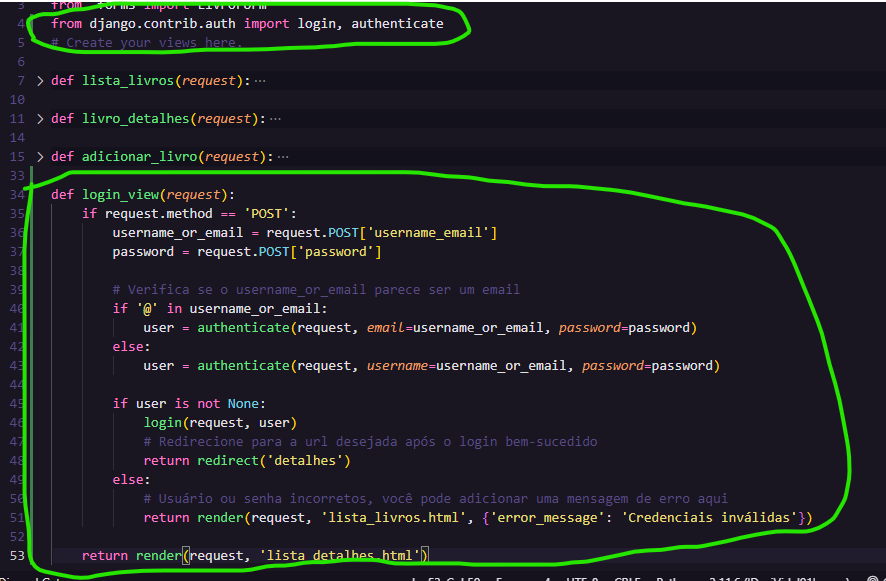 3 from .forms import LivroForm
4 from django.contrib.auth import login, authenticate
5 # Create your views here.
6
7 > def lista_livros(request): ···
10
11 > def livro_detalhes(request): ···
14
15 > def adicionar_livro(request): ···
33
34 def login_view(request):
35 if request.method == 'POST':
36 username_or_email = request.POST['username_email']
37 password = request.POST['password']
38
39 # Verifica se o username_or_email parece ser um email
40 if '@' in username_or_email:
41 user = authenticate(request, email=username_or_email, password=password)
42 else:
43 user = authenticate(request, username=username_or_email, password=password)
44
45 if user is not None:
46 login(request, user)
47 # Redirecione para a url desejada após o login bem-sucedido
48 return redirect('detalhes')
49 else:
50 # Usuário ou senha incorretos, você pode adicionar uma mensagem de erro aqui
51 return render(request, 'lista_livros.html', {'error_message': 'Credenciais inválidas'})
52
53 return render(request, 'lista_detalhes.html')